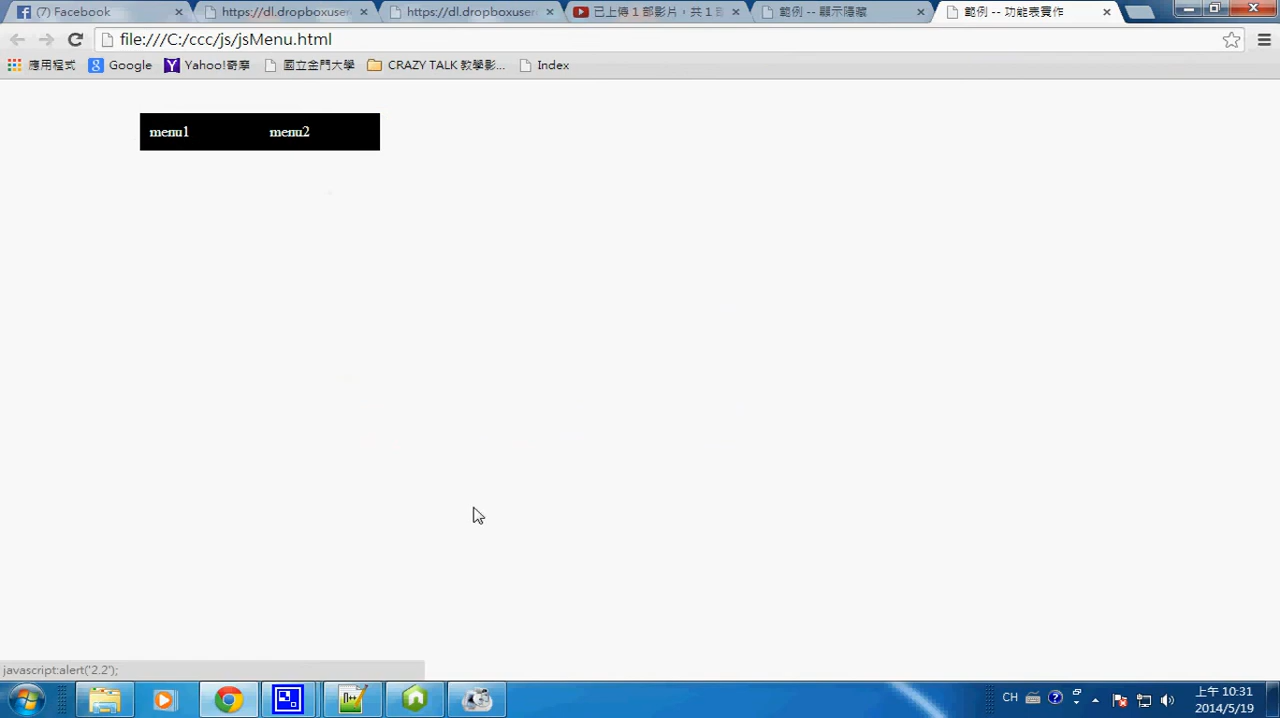 (7) Facebook
https://dl.dropboxuser
https://dl.dropboxuser
已上傳 1 部影片，共 1 部
範例 -- 顯示隱藏
範例 -- 功能表實作
file:///C:/ccc/js/jsMenu.html
應用程式
Google
Yahoo!奇摩
國立金門大學
CRAZY TALK 教學影...
Index
menu1
menu2
javascript:alert('2.2');
CH
上午 10:31
2014/5/19